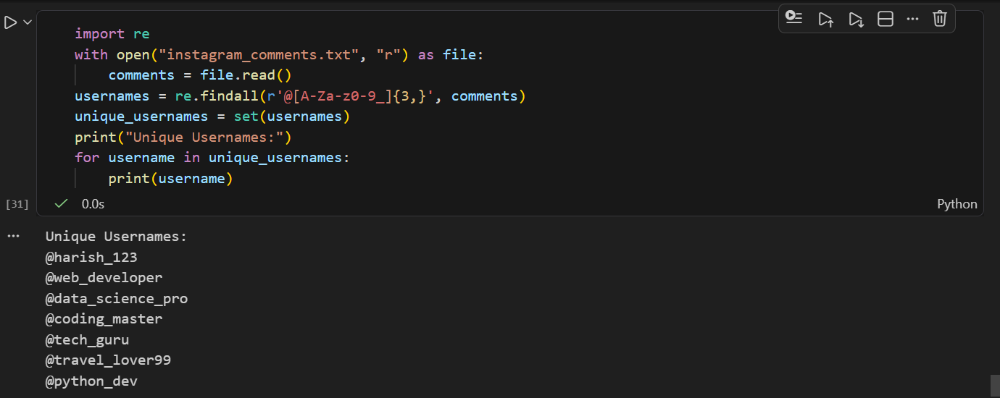 import re
with open("instagram_comments.txt", "r") as file:
    comments = file.read()
usernames = re.findall(r'@[A-Za-z0-9_]{3,}', comments)
unique_usernames = set(usernames)
print("Unique Usernames:")
for username in unique_usernames:
    print(username)
[31] 0.0s Python
Unique Usernames:
@harish_123
@web_developer
@data_science_pro
@coding_master
@tech_guru
@travel_lover99
@python_dev